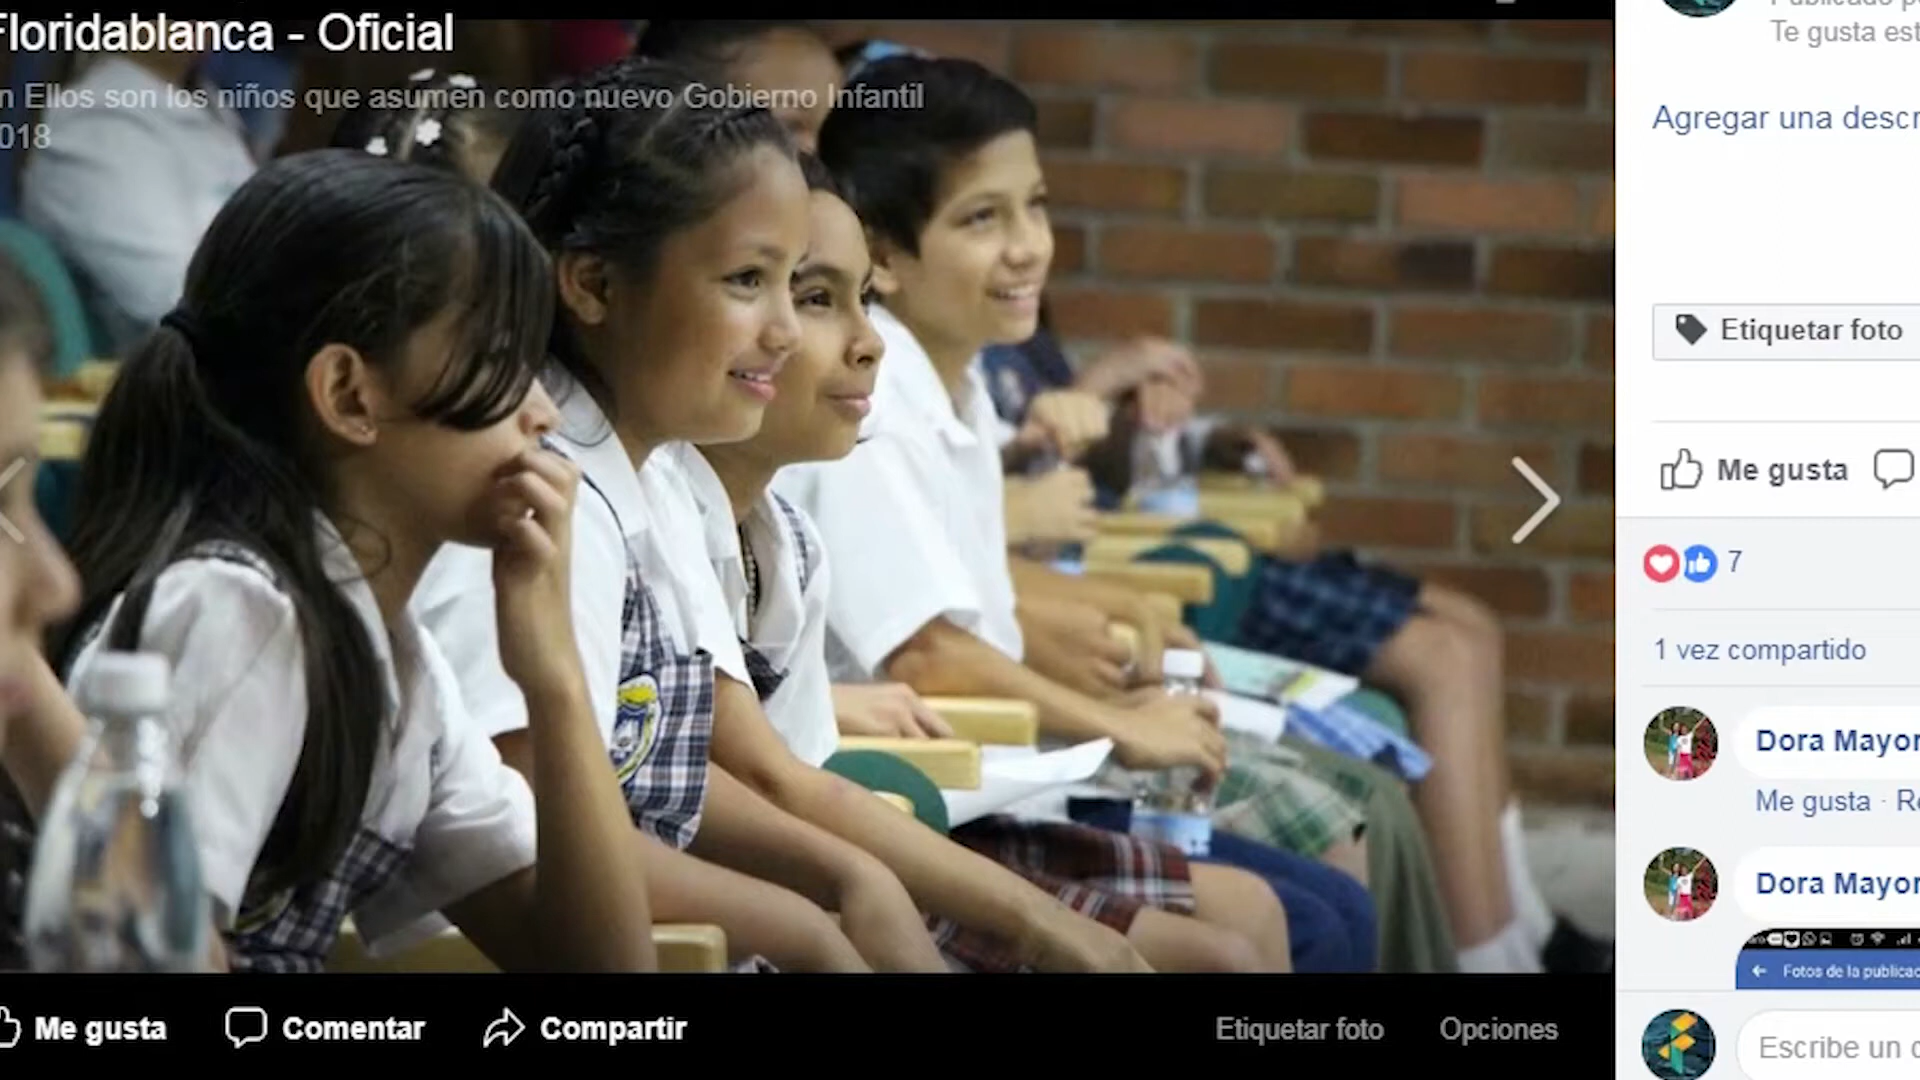 Floridablanca - Oficial
n Ellos son los niños que asumen como nuevo Gobierno Infantil
018
Te gusta est
Agregar una descr
Etiquetar foto
Me gusta
7
1 vez compartido
Dora Mayor
Me gusta · R
Dora Mayor
Fotos de la publicac
Me gusta
Comentar
Compartir
Etiquetar foto
Opciones
Escribe un c